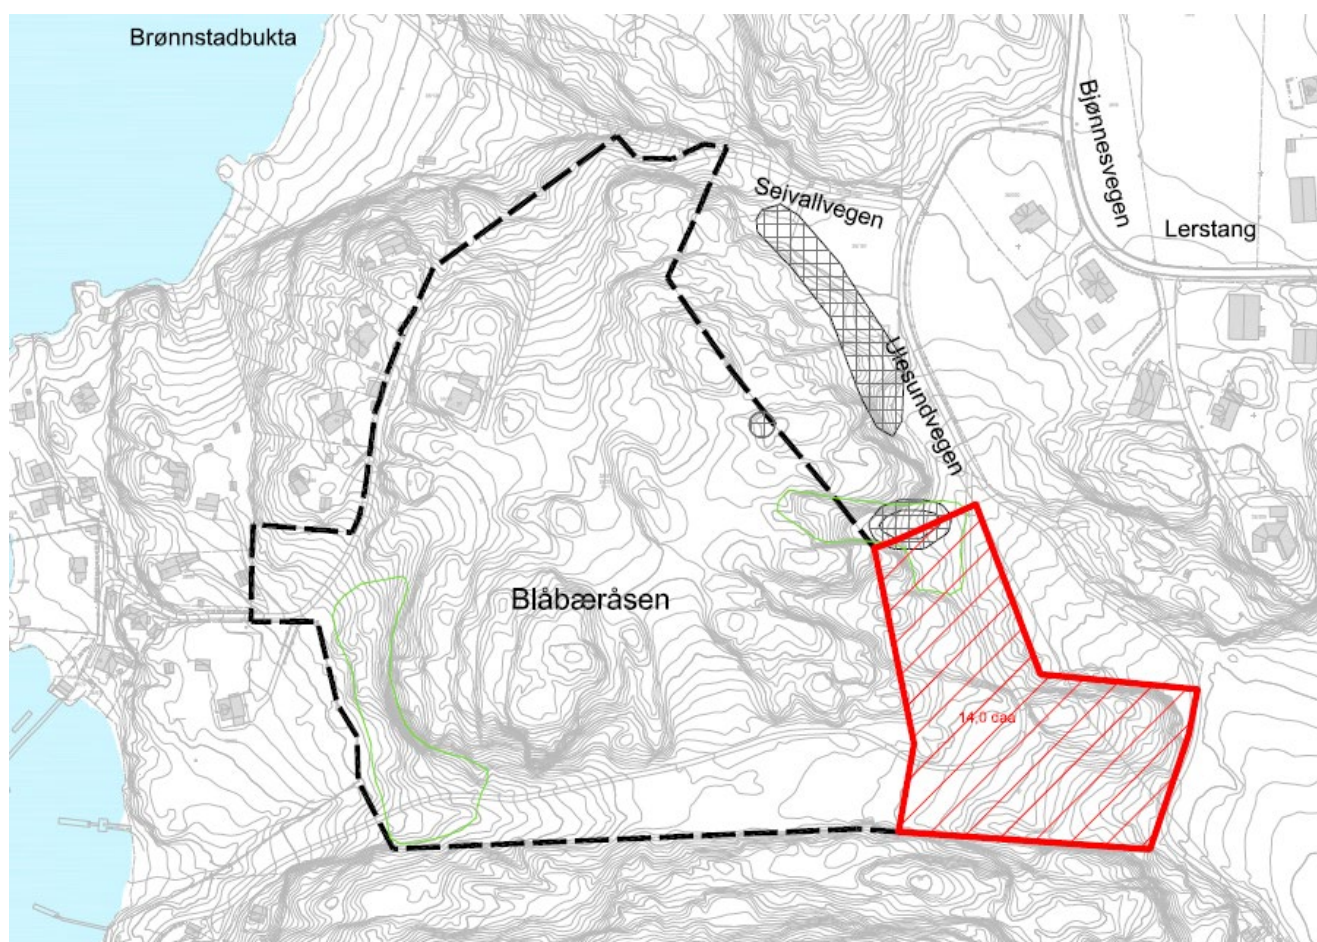 Brønnstadbukta
Bjønnesvegen
Seivallvegen
Lerstang
Ulesundvegen
Blåbæråsen
14,0 daa